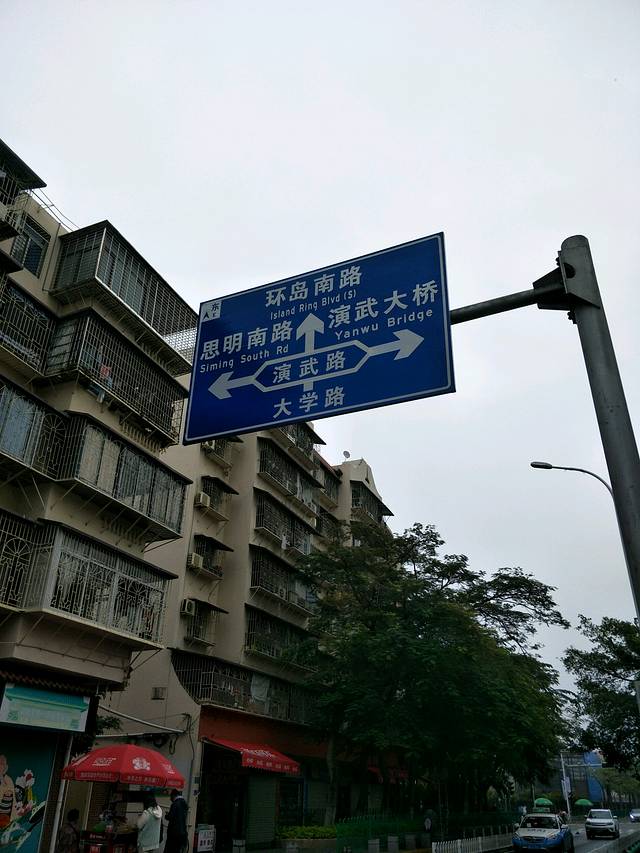 东
环岛南路
Island Ring Blvd (S)
思明南路
Siming South Rd
演武大桥
Yanwu Bridge
演武路
大学路